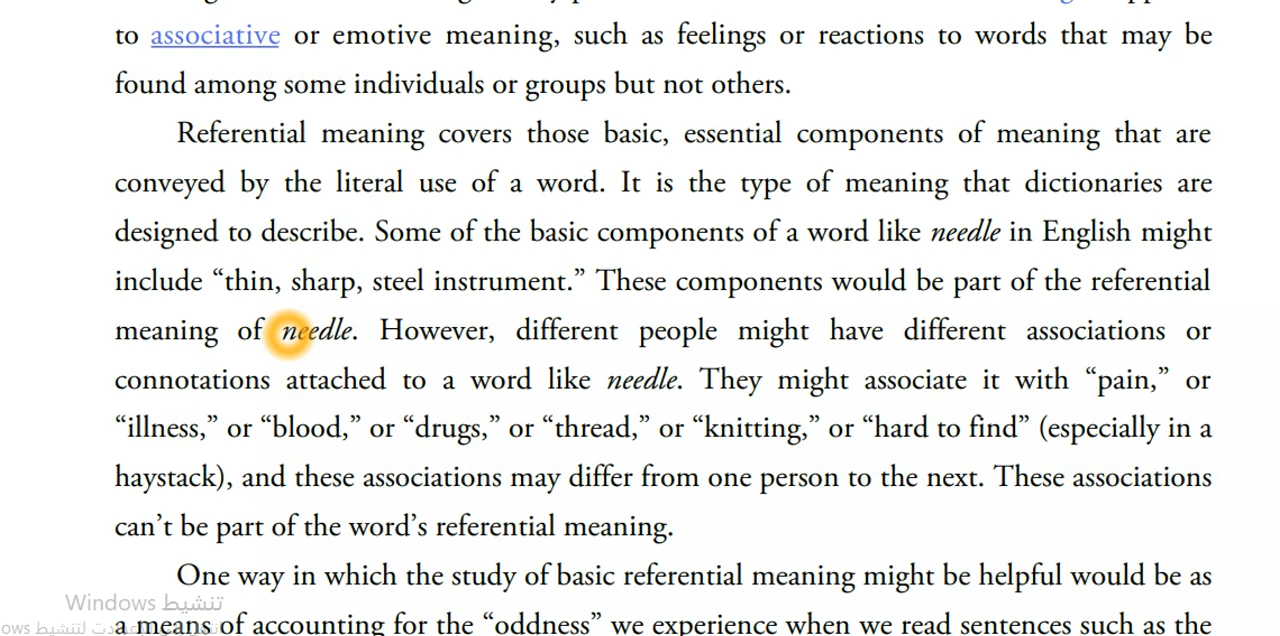 to associative or emotive meaning, such as feelings or reactions to words that may be
found among some individuals or groups but not others.
Referential meaning covers those basic, essential components of meaning that are
conveyed by the literal use of a word. It is the type of meaning that dictionaries are
designed to describe. Some of the basic components of a word like needle in English might
include “thin, sharp, steel instrument.” These components would be part of the referential
meaning of needle. However, different people might have different associations or
connotations attached to a word like needle. They might associate it with “pain,” or
“illness,” or “blood,” or “drugs,” or “thread,” or “knitting,” or “hard to find” (especially in a
haystack), and these associations may differ from one person to the next. These associations
can’t be part of the word’s referential meaning.
One way in which the study of basic referential meaning might be helpful would be as
تنشيط Windows
a means of accounting for the “oddness” we experience when we read sentences such as the